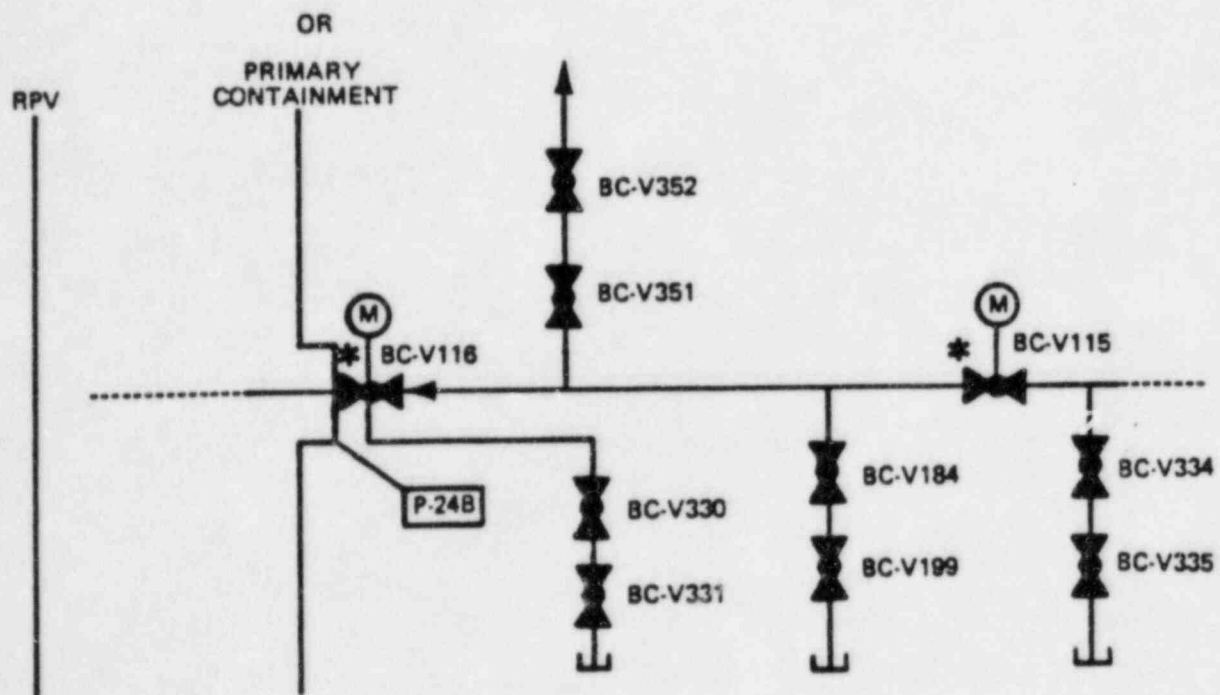 OR
RPV
PRIMARY
CONTAINMENT
BC-V352
BC-V351
M
* BC-V116
M
* BC-V115
P-24B
BC-V330
BC-V331
BC-V184
BC-V199
BC-V334
BC-V335